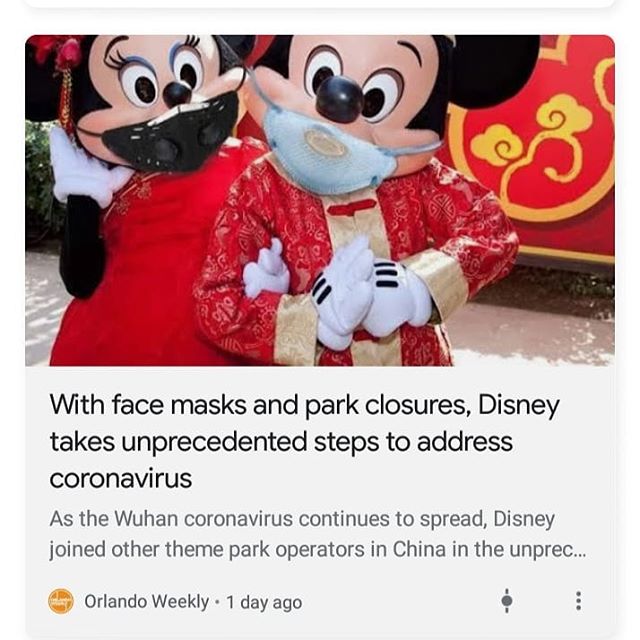 With face masks and park closures, Disney
takes unprecedented steps to address
coronavirus
As the Wuhan coronavirus continues to spread, Disney
joined other theme park operators in China in the unprec...
Orlando Weekly • 1 day ago